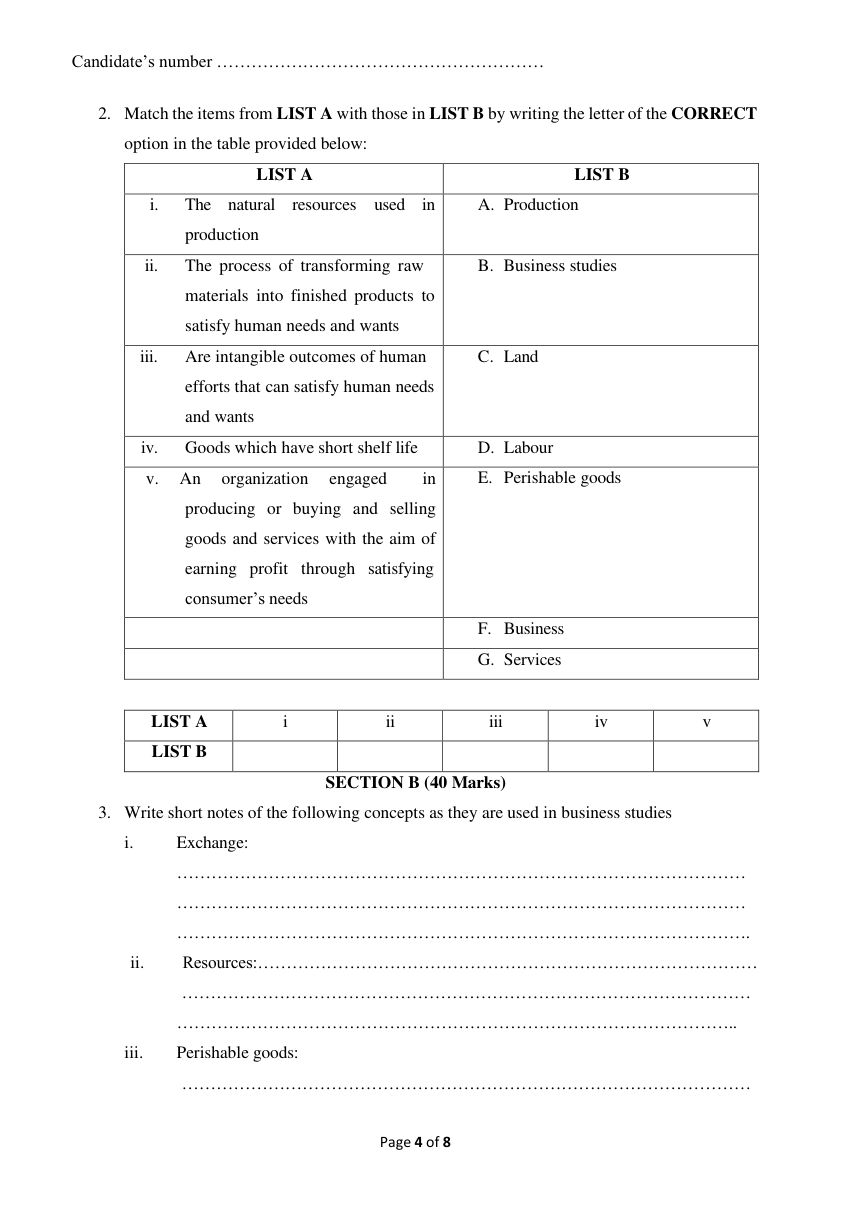 Candidate's number …………………………………………………
2. Match the items from LIST A with those in LIST B by writing the letter of the CORRECT
option in the table provided below:
LIST A LIST B
i. The natural resources used in A. Production
production
ii. The process of transforming raw B. Business studies
materials into finished products to
satisfy human needs and wants
iii. Are intangible outcomes of human C. Land
efforts that can satisfy human needs
and wants
iv. Goods which have short shelf life D. Labour
v. An organization engaged in E. Perishable goods
producing or buying and selling
goods and services with the aim of
earning profit through satisfying
consumer's needs
F. Business
G. Services
LIST A i ii iii iv v
LIST B
SECTION B (40 Marks)
3. Write short notes of the following concepts as they are used in business studies
i. Exchange:
………………………………………………………………………………………
………………………………………………………………………………………
……………………………………………………………………………………….
ii. Resources:……………………………………………………………………………
………………………………………………………………………………………
……………………………………………………………………………………..
iii. Perishable goods:
………………………………………………………………………………………
Page 4 of 8